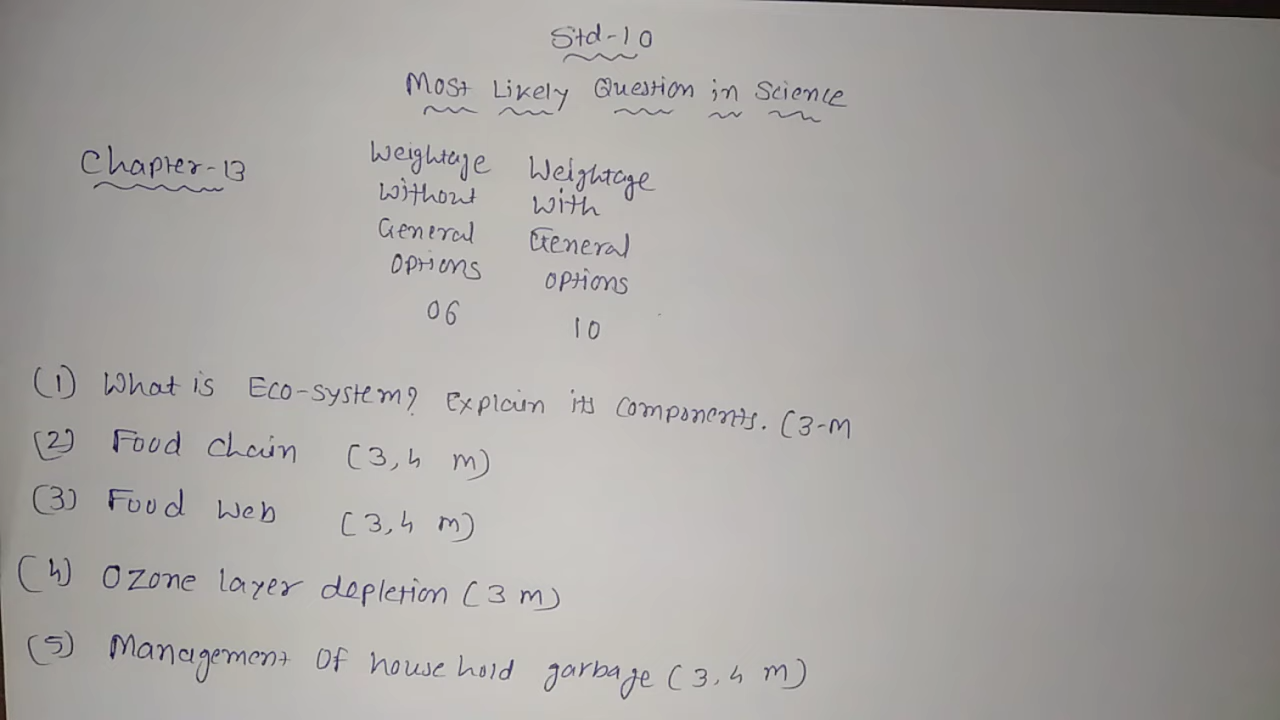 Std-10
Most Likely Question in Science
Chapter-13
Weightage
without
General
options
06
Weightage
with
General
options
10
(1) What is Eco-system? Explain its components. (3-M
(2) Food chain (3,4 m)
(3) Food web (3,4 m)
(4) Ozone layer depletion (3 m)
(5) Management of house hold garbage (3,4 m)